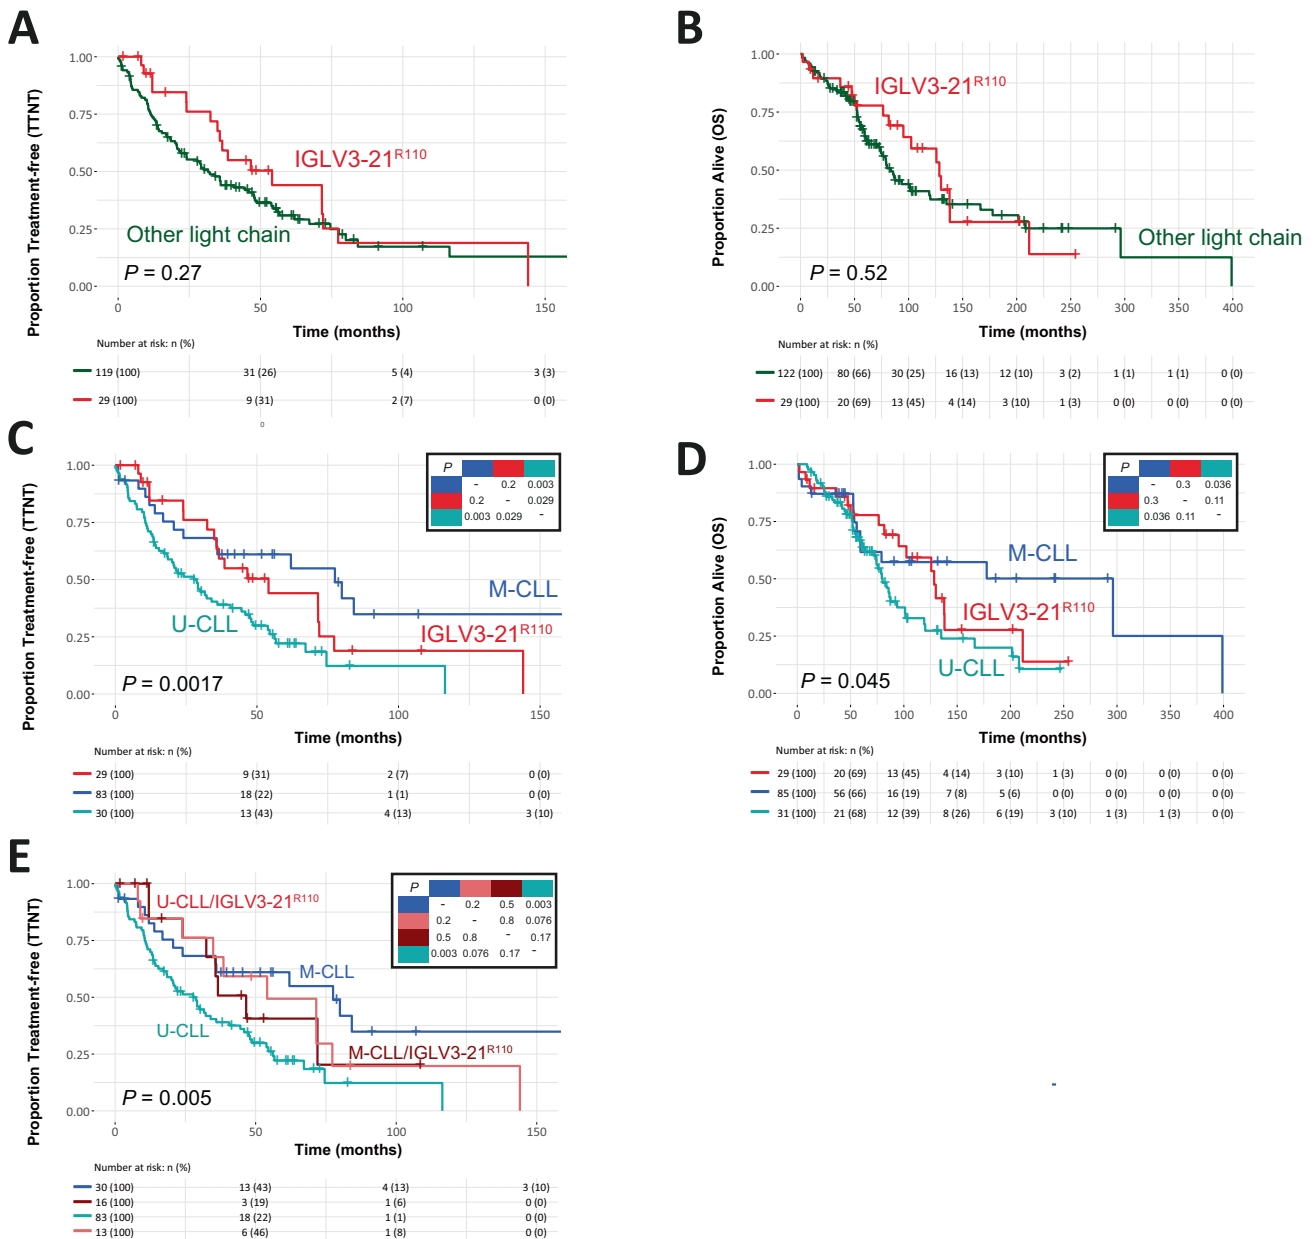 A
Proportion Treatment-free (TTNT)
1.00
0.75
0.50
0.25
0.00
IGLV3-21R110
Other light chain
P = 0.27
0 50 100 150
Time (months)
Number at risk: n (%)
119 (100) 31 (26) 5 (4) 3 (3)
29 (100) 9 (31) 2 (7) 0 (0)
0
B
Proportion Alive (OS)
1.00
0.75
0.50
0.25
0.00
IGLV3-21R110
Other light chain
P = 0.52
0 50 100 150 200 250 300 350 400
Time (months)
Number at risk: n (%)
122 (100) 80 (66) 30 (25) 16 (13) 12 (10) 3 (2) 1 (1) 1 (1) 0 (0)
29 (100) 20 (69) 13 (45) 4 (14) 3 (10) 1 (3) 0 (0) 0 (0) 0 (0)
C
Proportion Treatment-free (TTNT)
1.00
0.75
0.50
0.25
0.00
P
- 0.2 0.003
0.2 - 0.029
0.003 0.029 -
M-CLL
IGLV3-21R110
U-CLL
P = 0.0017
0 50 100 150
Time (months)
Number at risk: n (%)
29 (100) 9 (31) 2 (7) 0 (0)
83 (100) 18 (22) 1 (1) 0 (0)
30 (100) 13 (43) 4 (13) 3 (10)
D
Proportion Alive (OS)
1.00
0.75
0.50
0.25
0.00
P
- 0.3 0.036
0.3 - 0.11
0.036 0.11 -
M-CLL
IGLV3-21R110
U-CLL
P = 0.045
0 50 100 150 200 250 300 350 400
Time (months)
Number at risk: n (%)
29 (100) 20 (69) 13 (45) 4 (14) 3 (10) 1 (3) 0 (0) 0 (0) 0 (0)
85 (100) 56 (66) 16 (19) 7 (8) 5 (6) 0 (0) 0 (0) 0 (0) 0 (0)
31 (100) 21 (68) 12 (39) 8 (26) 6 (19) 3 (10) 1 (3) 1 (3) 0 (0)
E
Proportion Treatment-free (TTNT)
1.00
0.75
0.50
0.25
0.00
P
- 0.2 0.5 0.003
0.2 - 0.8 0.076
0.5 0.8 - 0.17
0.003 0.076 0.17 -
U-CLL/IGLV3-21R110
M-CLL
U-CLL
M-CLL/IGLV3-21R110
P = 0.005
0 50 100 150
Time (months)
Number at risk: n (%)
30 (100) 13 (43) 4 (13) 3 (10)
16 (100) 3 (19) 1 (6) 0 (0)
83 (100) 18 (22) 1 (1) 0 (0)
13 (100) 6 (46) 1 (8) 0 (0)